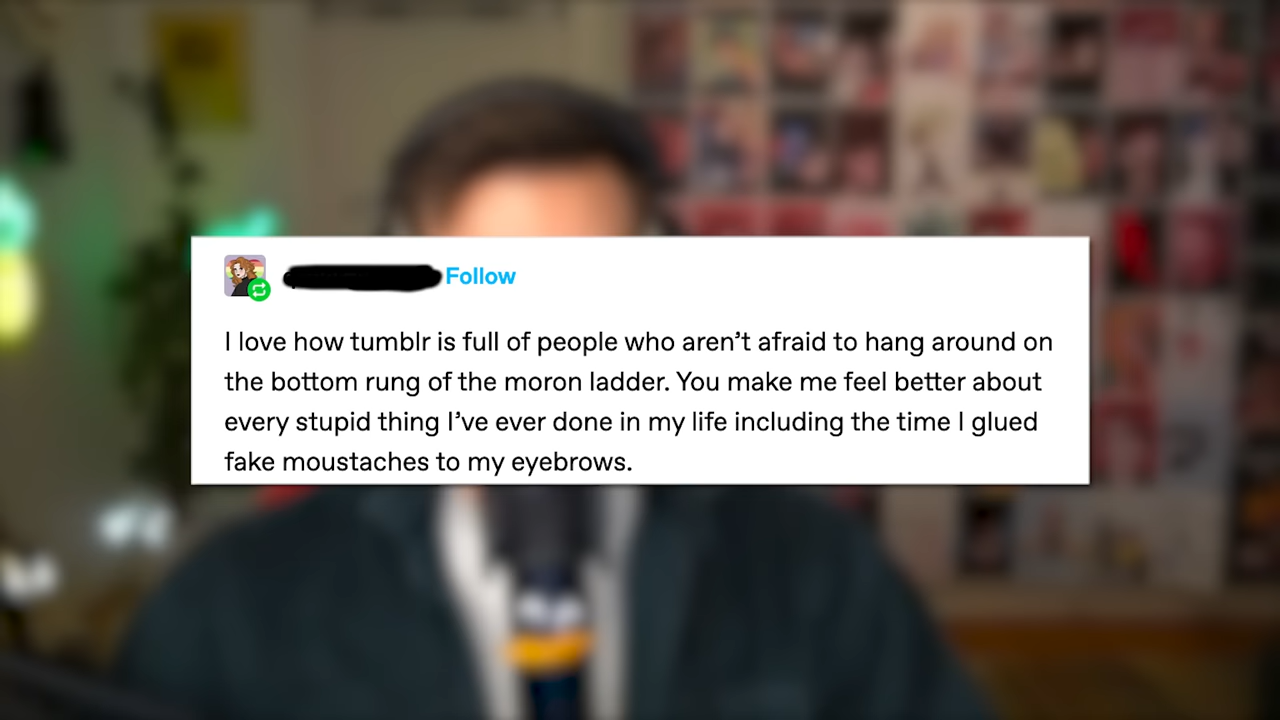 Follow
I love how tumblr is full of people who aren’t afraid to hang around on
the bottom rung of the moron ladder. You make me feel better about
every stupid thing I’ve ever done in my life including the time I glued
fake moustaches to my eyebrows.